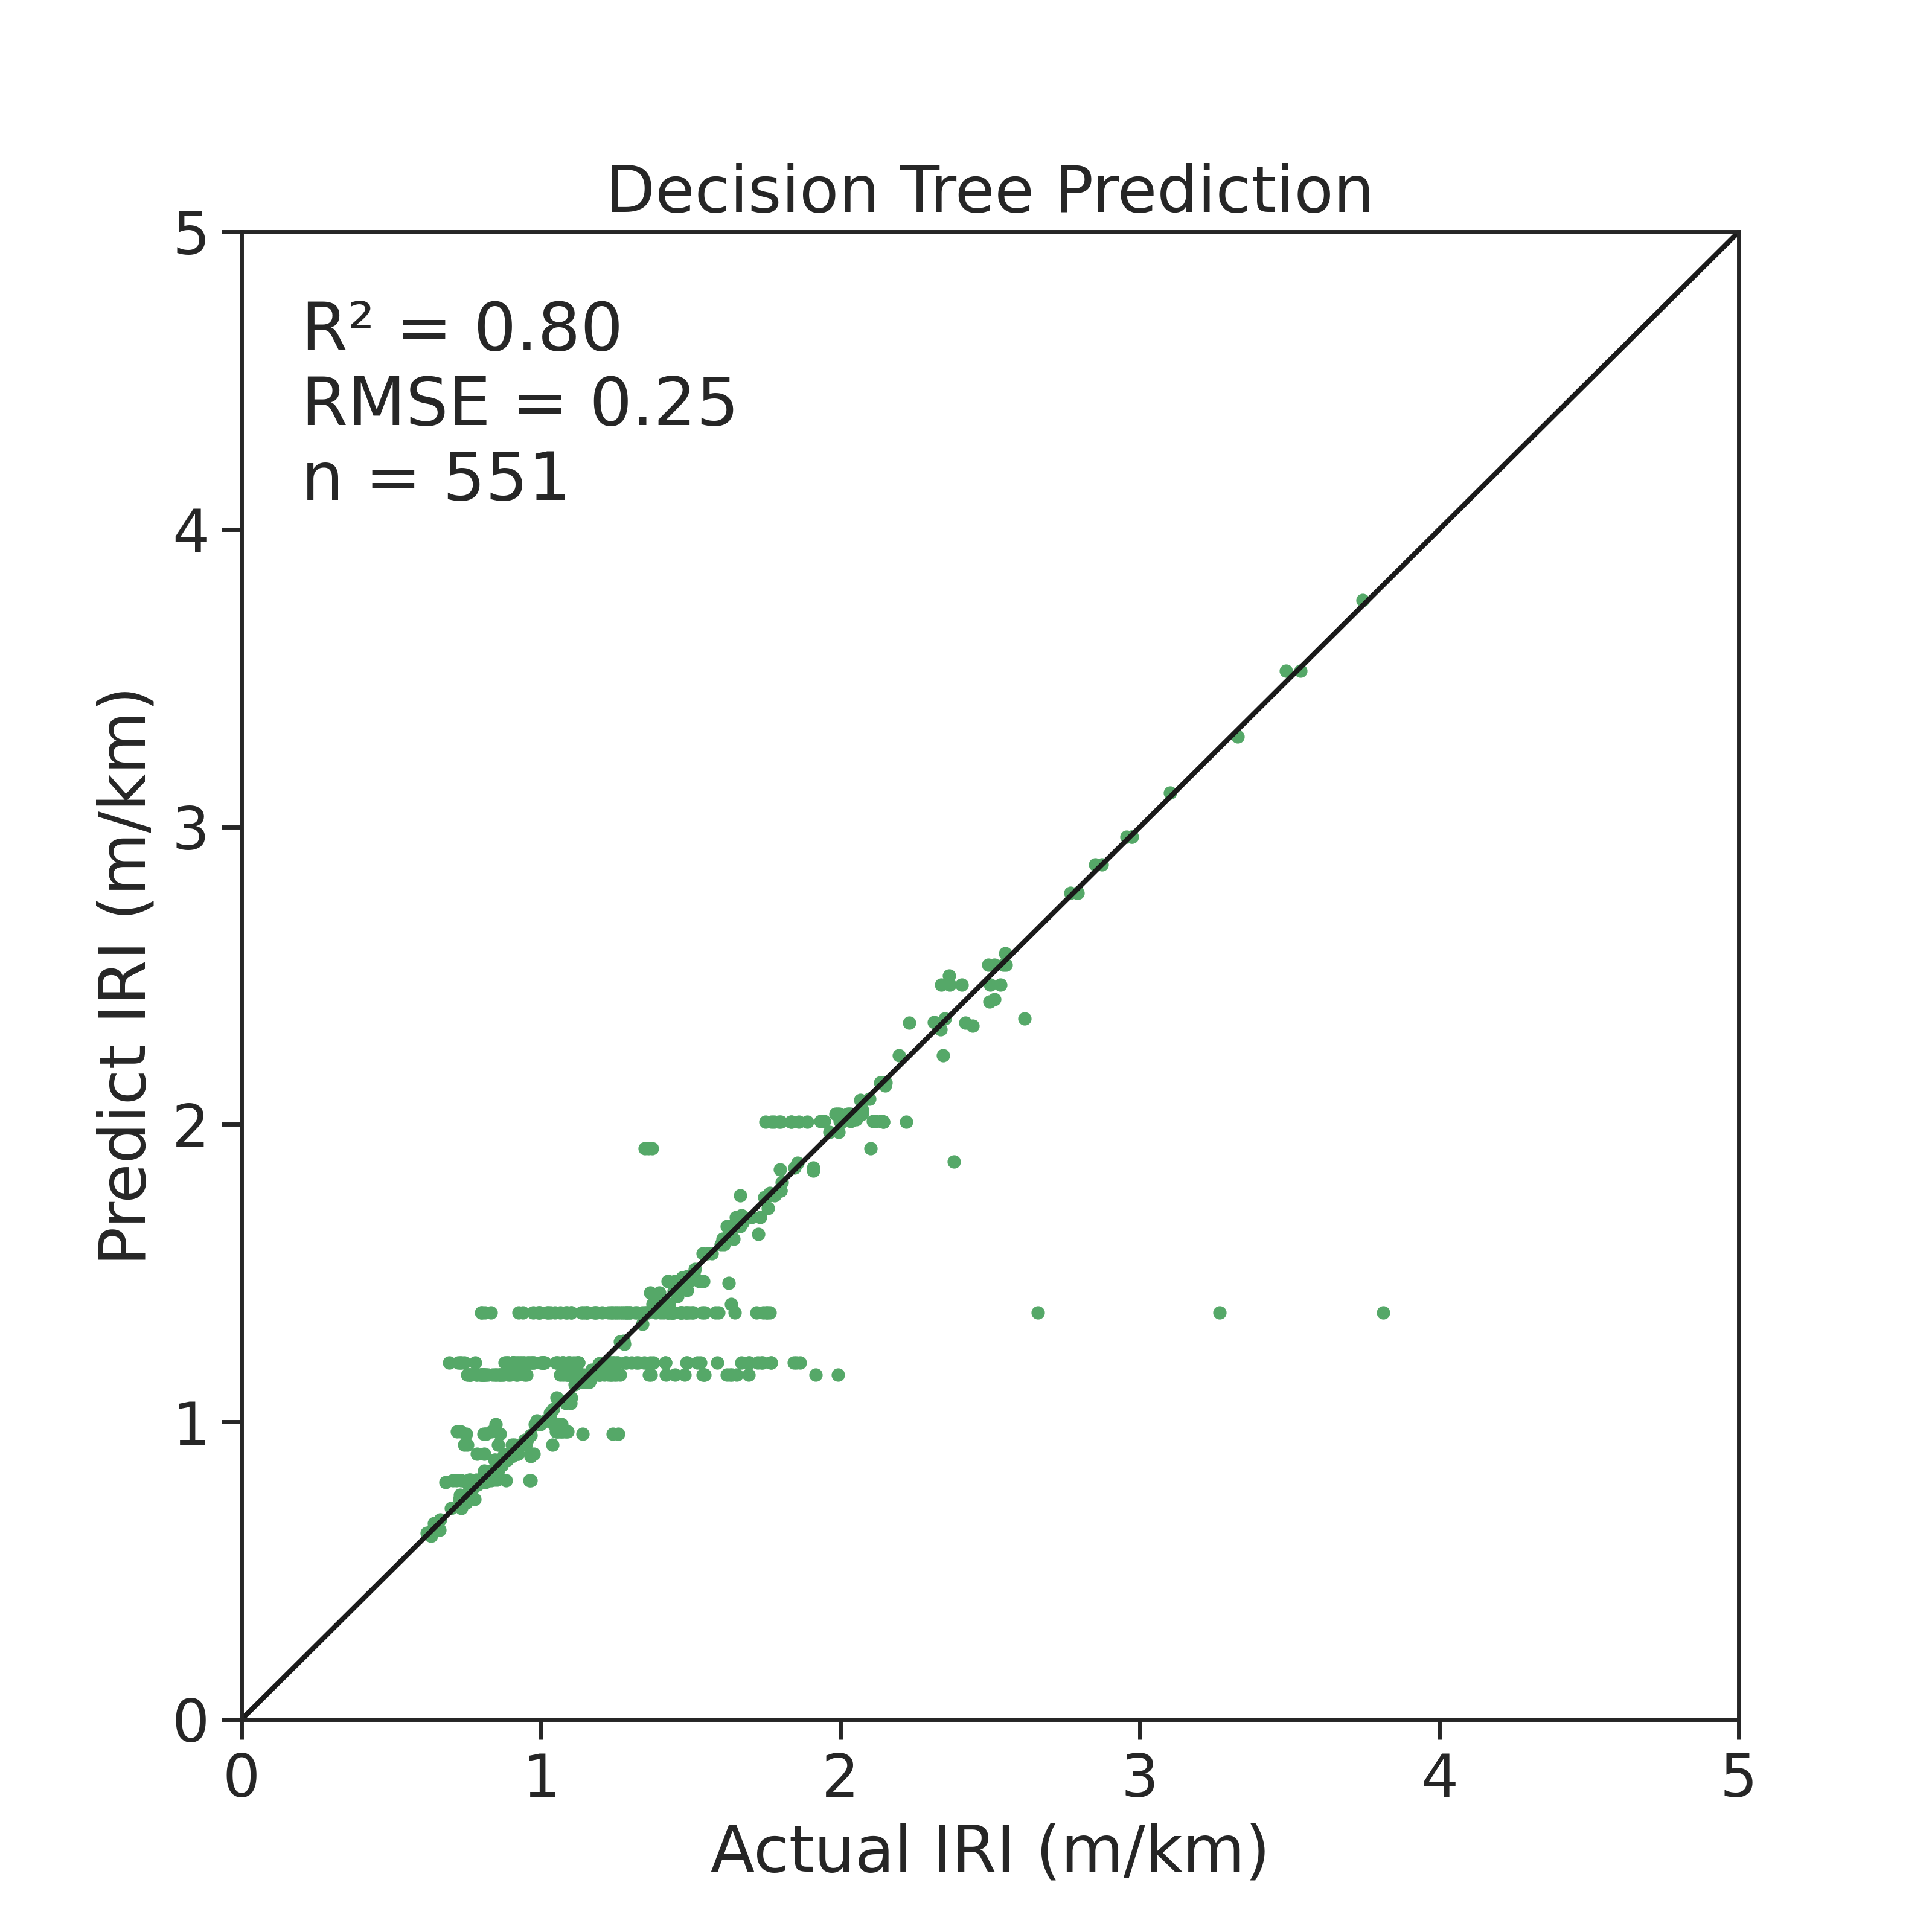 Decision Tree Prediction
R² = 0.80
RMSE = 0.25
n = 551
5
4
3
2
1
0
Predict IRI (m/km)
0 1 2 3 4 5
Actual IRI (m/km)